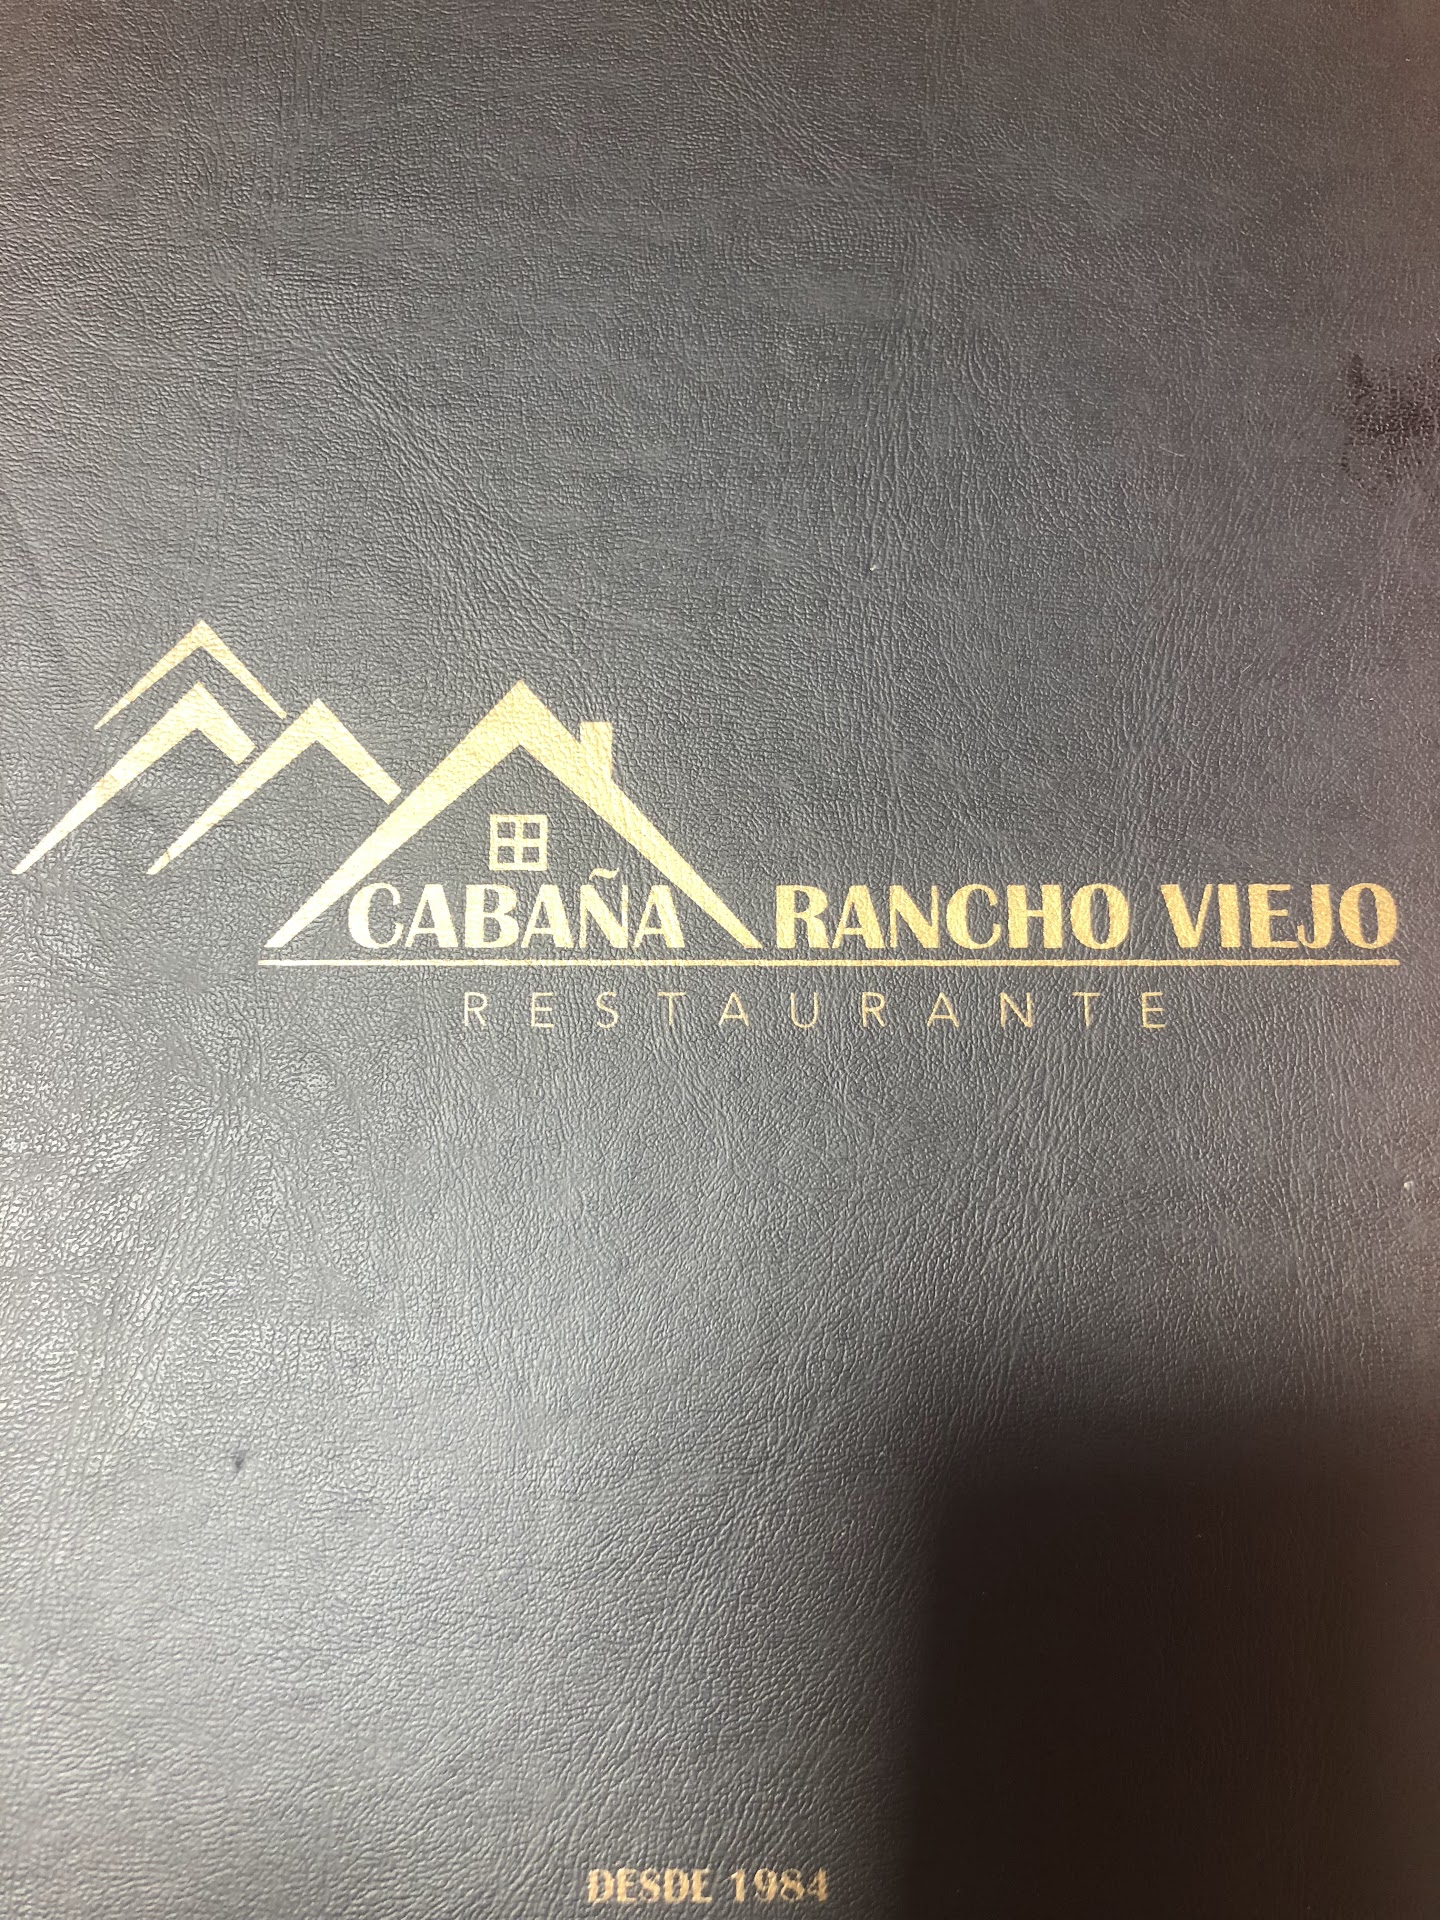 CABAÑA RANCHO VIEJO
RESTAURANTE
DESDE 1984